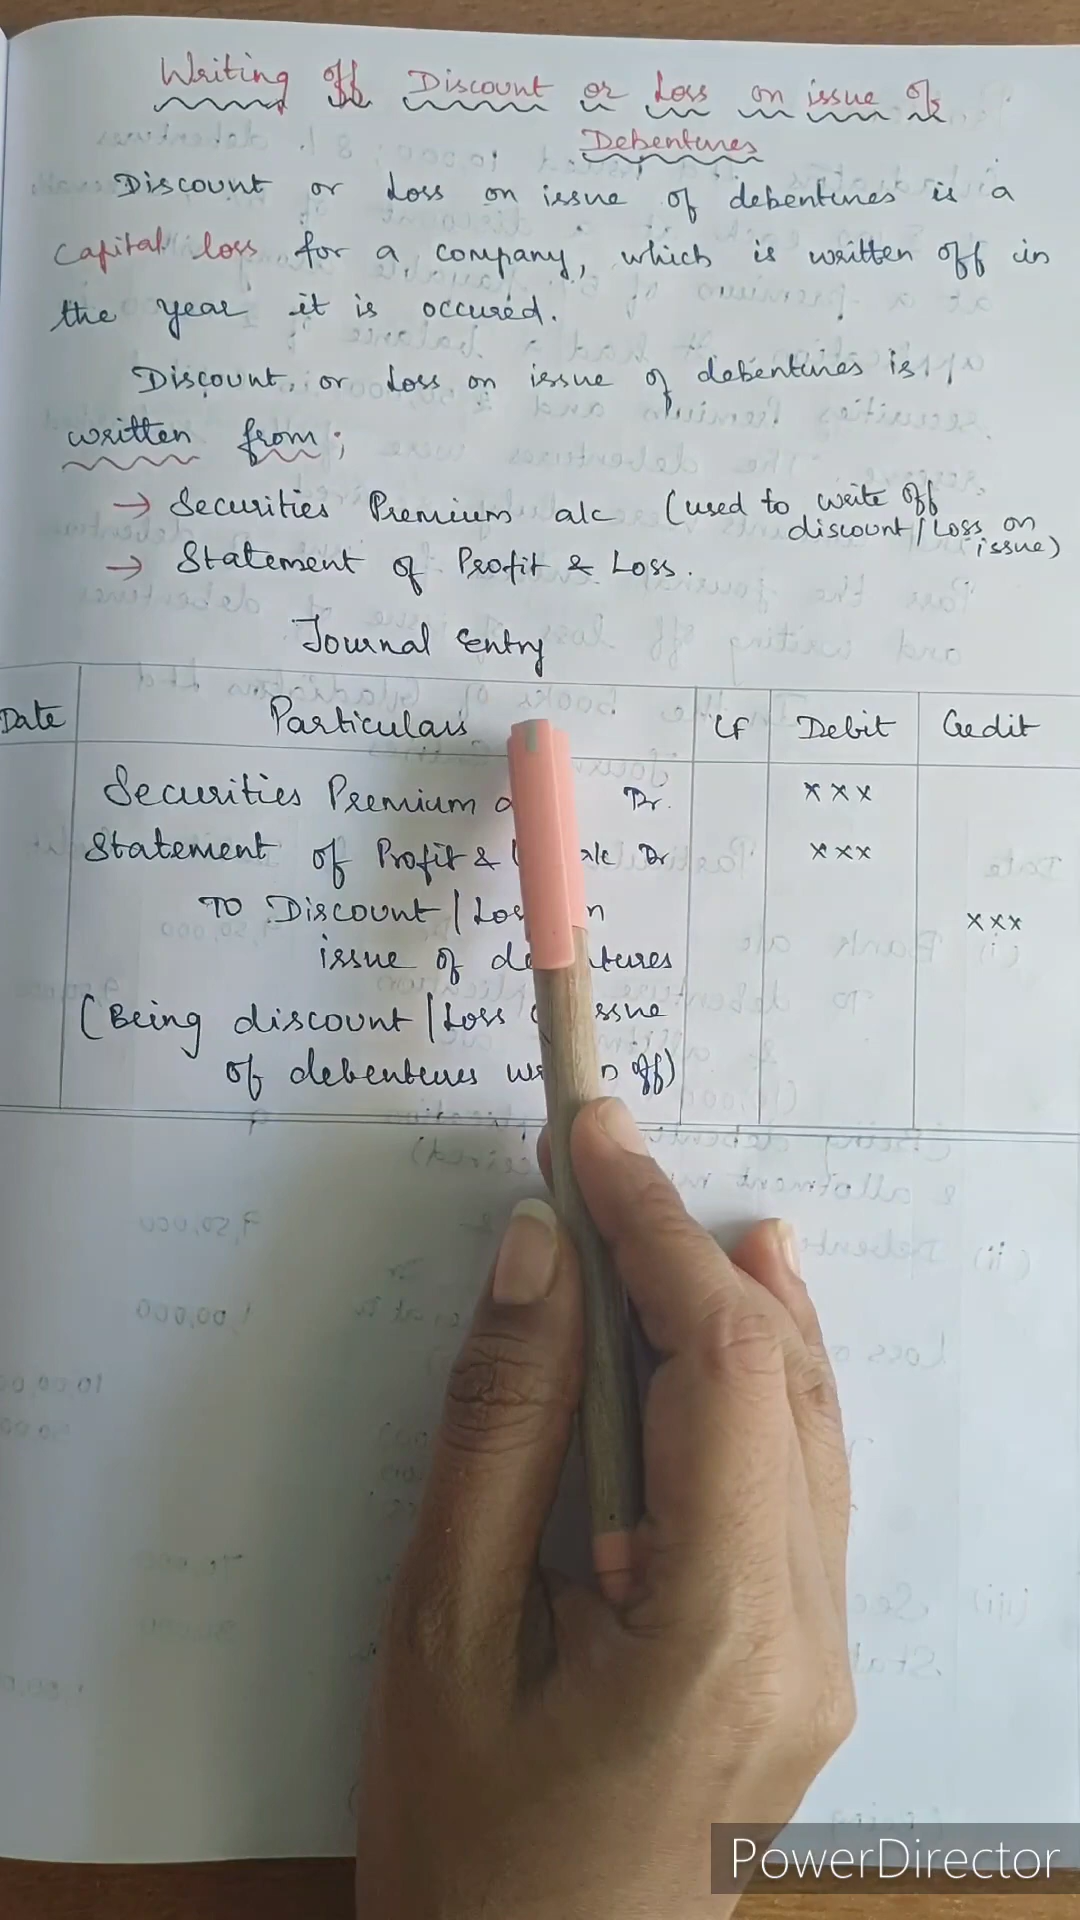 Writing off Discount or Loss on issue of
Debentures
Discount or Loss on issue of debentures is a
Capital loss for a company, which is written off in
the year it is occured.
Discount, or Loss on issue of debentures is
written from;
→ Securities Premium a/c (used to write off
discount/Loss on
issue)
→ Statement of Profit & Loss.
Journal Entry
Date Particulars LF Debit Credit
Securities Premium Dr. xxx
Statement of Profit & a/c Dr xxx
To Discount / Loss
issue of debentures
xxx
(Being discount / Loss issue
of debentures off)
PowerDirector